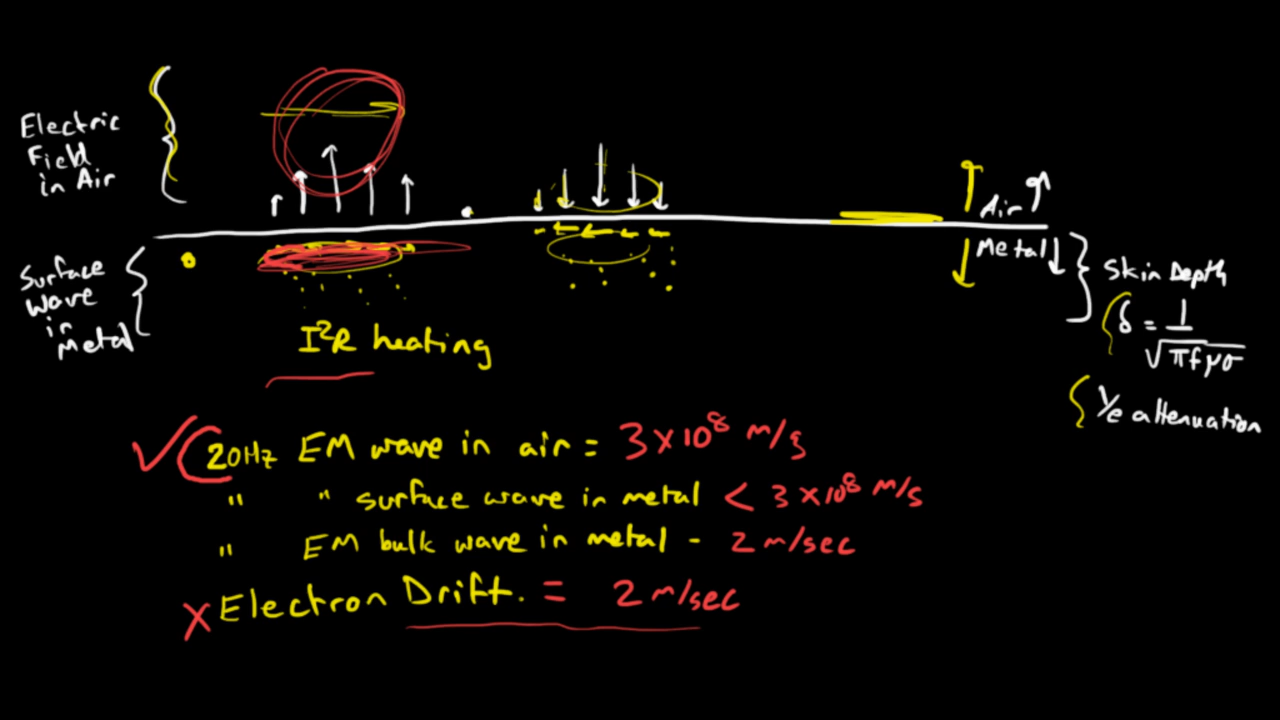 Electric
Field
in Air
Surface
wave
in
metal
Air
Metal
Skin Depth
δ = 1
√πfμσ
1/e attenuation
I²R heating
20Hz EM wave in air = 3×10⁸ m/s
" " surface wave in metal < 3×10⁸ m/s
" EM bulk wave in metal - 2 m/sec
Electron Drift. = 2 m/sec